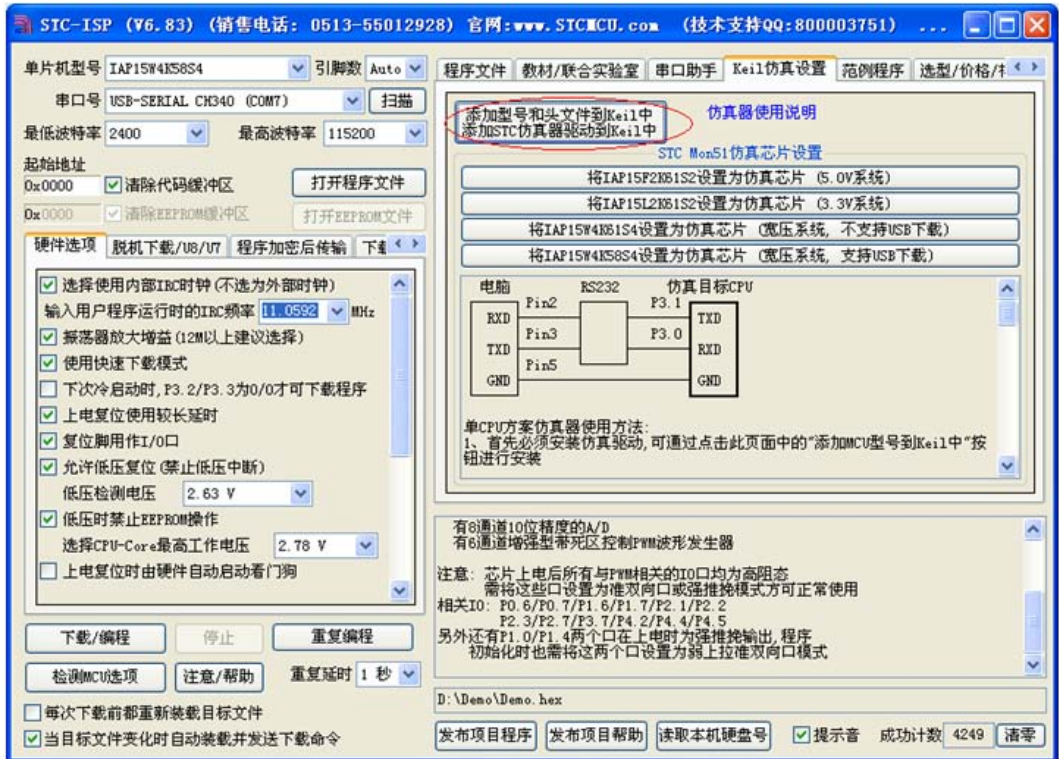 STC-ISP (V6.83) (销售电话: 0513-55012928) 官网:www.STCMCU.com (技术支持QQ:800003751) ...
单片机型号 IAP15W4K58S4 引脚数 Auto
串口号 USB-SERIAL CH340 (COM7) 扫描
最低波特率 2400 最高波特率 115200
起始地址
0x0000 清除代码缓冲区 打开程序文件
0x0000 清除EEPROM缓冲区 打开EEPROM文件
硬件选项 脱机下载/U8/U7 程序加密后传输
选择使用内部IRC时钟(不选为外部时钟)
输入用户程序运行时的IRC频率 11.0592 MHz
振荡器放大增益(12M以上建议选择)
使用快速下载模式
下次冷启动时,P3.2/P3.3为0/0才可下载程序
上电复位使用较长延时
复位脚用作I/O口
允许低压复位(禁止低压中断)
低压检测电压 2.63 V
低压时禁止EEPROM操作
选择CPU-Core最高工作电压 2.78 V
上电复位时由硬件自动启动看门狗
下载/编程 停止 重复编程
检测MCU选项 注意/帮助 重复延时 1 秒
每次下载前都重新装载目标文件
当目标文件变化时自动装载并发送下载命令
程序文件 教材/联合实验室 串口助手 Keil仿真设置 范例程序 选型/价格/
添加型号和头文件到Keil中
添加STC仿真器驱动到Keil中
仿真器使用说明
STC Mon51仿真芯片设置
将IAP15F2K61S2设置为仿真芯片 (5.0V系统)
将IAP15L2K61S2设置为仿真芯片 (3.3V系统)
将IAP15W4K61S4设置为仿真芯片 (宽压系统, 不支持USB下载)
将IAP15W4K58S4设置为仿真芯片 (宽压系统, 支持USB下载)
电脑 RS232 仿真目标CPU
Pin2 P3.1
RXD TXD
Pin3 P3.0
TXD RXD
Pin5
GND GND
单CPU方案仿真器使用方法:
1、首先必须安装仿真驱动,可通过点击此页面中的"添加MCU型号到Keil中"按
钮进行安装
有8通道10位精度的A/D
有6通道增强型带死区控制PWM波形发生器
注意: 芯片上电后所有与PWM相关的IO口均为高阻态
需将这些口设置为准双向口或强推挽模式方可正常使用
相关IO: P0.6/P0.7/P1.6/P1.7/P2.1/P2.2
P2.3/P2.7/P3.7/P4.2/P4.4/P4.5
另外还有P1.0/P1.4两个口在上电时为强推挽输出,程序
初始化时也需将这两个口设置为弱上拉准双向口模式
D:\Demo\Demo.hex
发布项目程序 发布项目帮助 读取本机硬盘号 提示音 成功计数 4249 清零